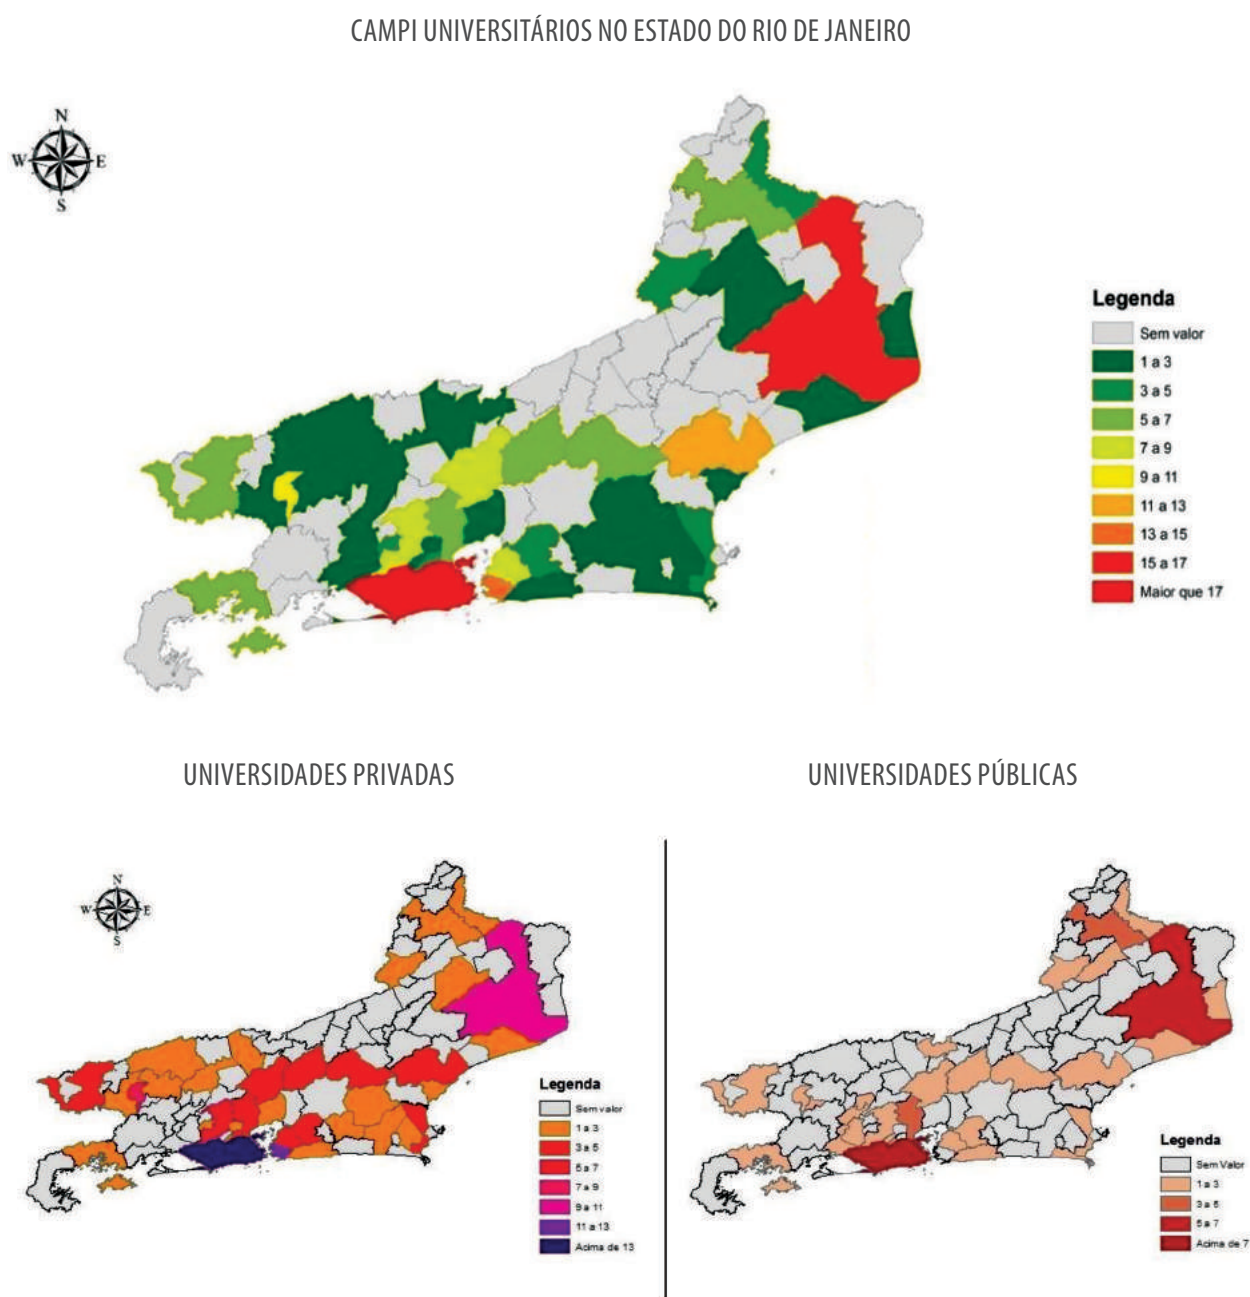 CAMPI UNIVERSITÁRIOS NO ESTADO DO RIO DE JANEIRO
N
W E
S
Legenda
Sem valor
1 a 3
3 a 5
5 a 7
7 a 9
9 a 11
11 a 13
13 a 15
15 a 17
Maior que 17
UNIVERSIDADES PRIVADAS
N
W E
S
Legenda
Sem valor
1 a 3
3 a 5
5 a 7
7 a 9
9 a 11
11 a 13
Acima de 13
UNIVERSIDADES PÚBLICAS
Legenda
Sem Valor
1 a 3
3 a 5
5 a 7
Acima de 7